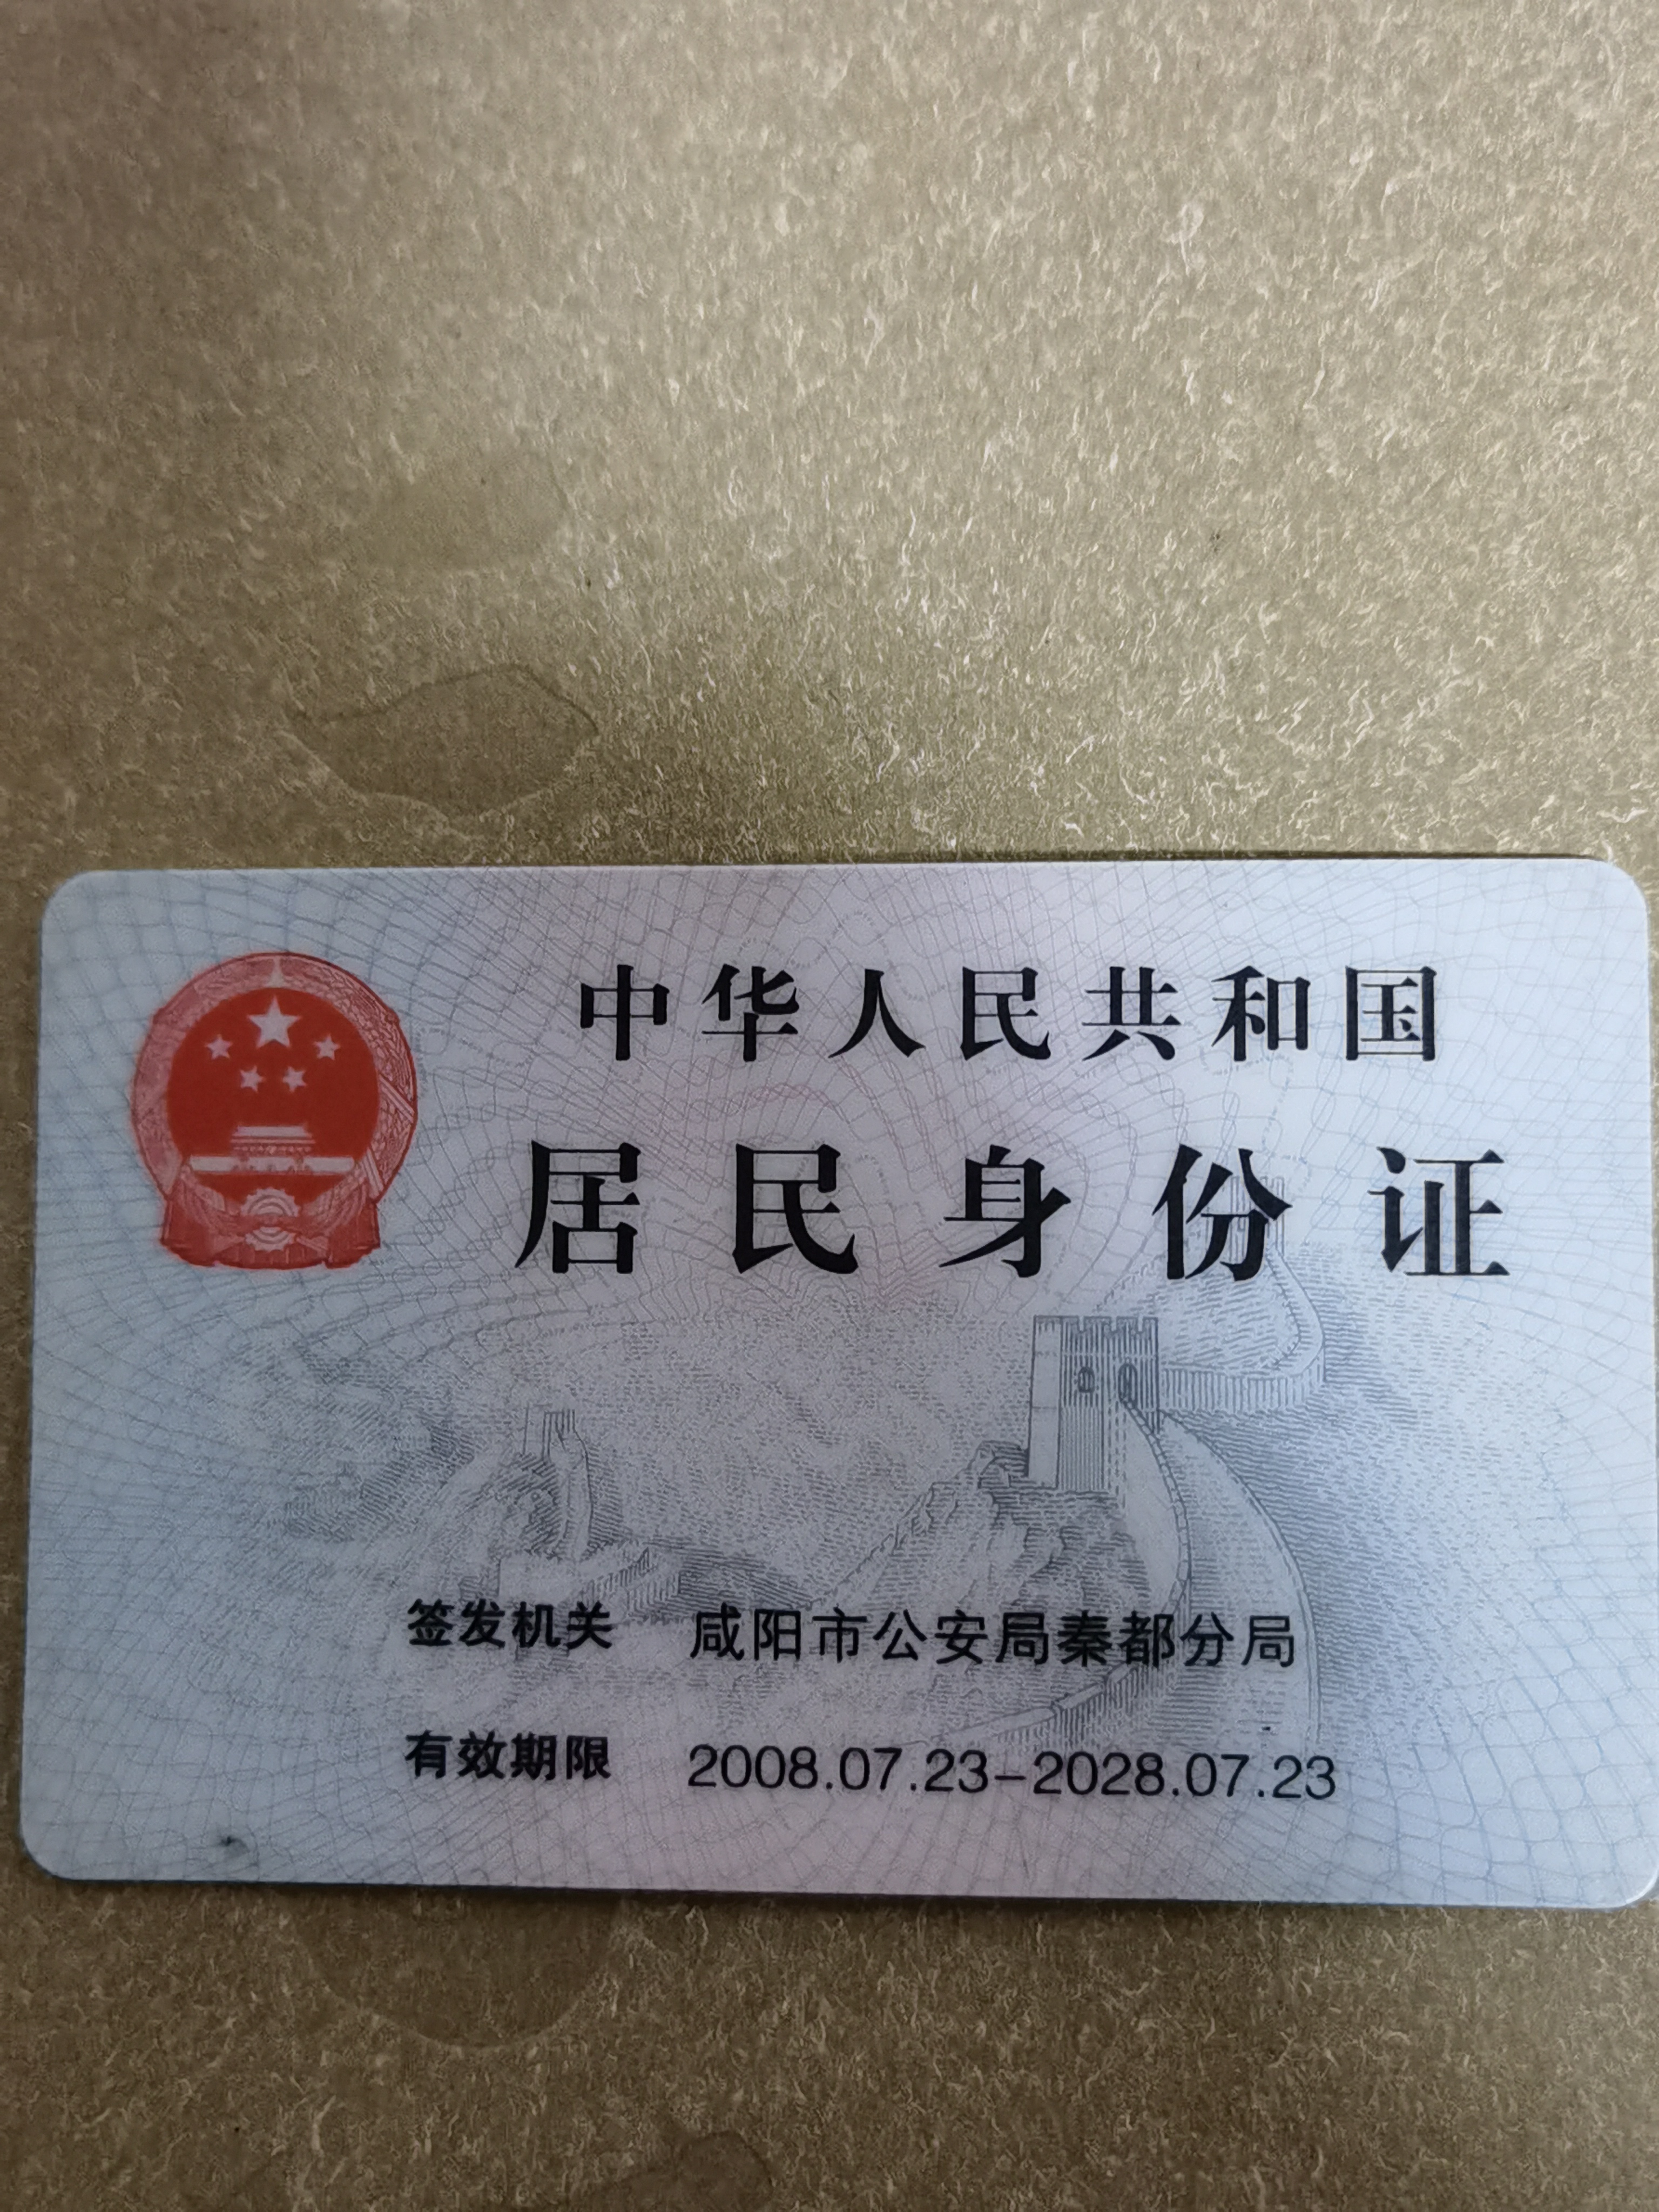 中华人民共和国
居民身份证
签发机关 咸阳市公安局秦都分局
有效期限 2008.07.23-2028.07.23